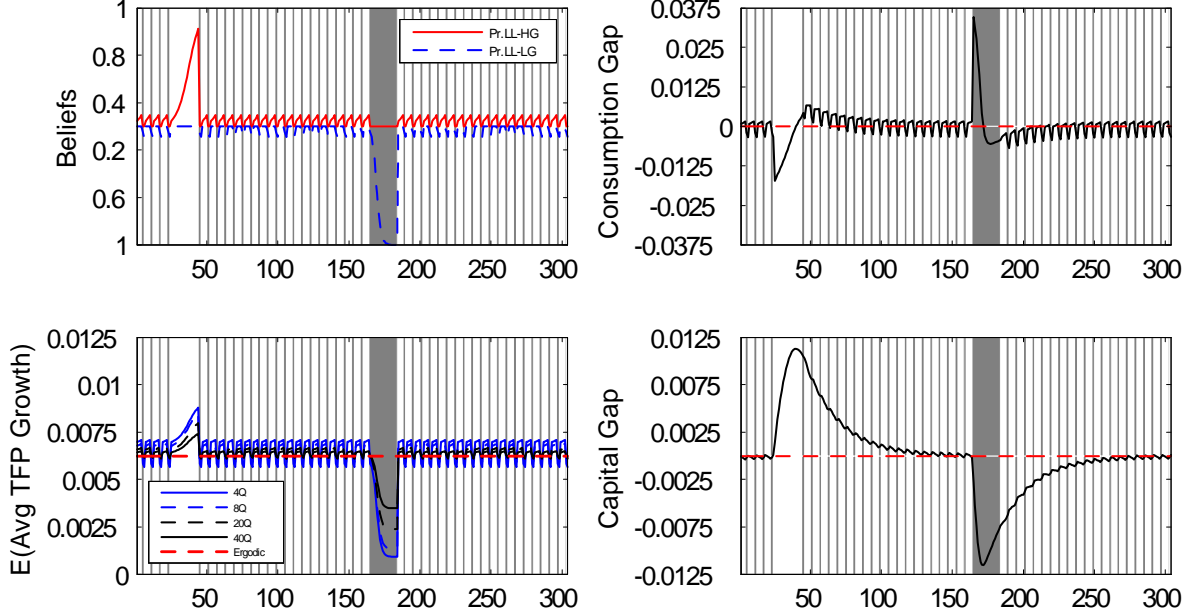 Beliefs
1
0.8
0.4
0.2
0.6
1
Pr.LL-HG
Pr.LL-LG
50 100 150 200 250 300
Consumption Gap
0.0375
0.025
0.0125
0
-0.0125
-0.025
-0.0375
50 100 150 200 250 300
E(Avg TFP Growth)
0.0125
0.01
0.0075
0.005
0.0025
0
4Q
8Q
20Q
40Q
Ergodic
50 100 150 200 250 300
Capital Gap
0.0125
0.0075
0.0025
-0.0025
-0.0075
-0.0125
50 100 150 200 250 300